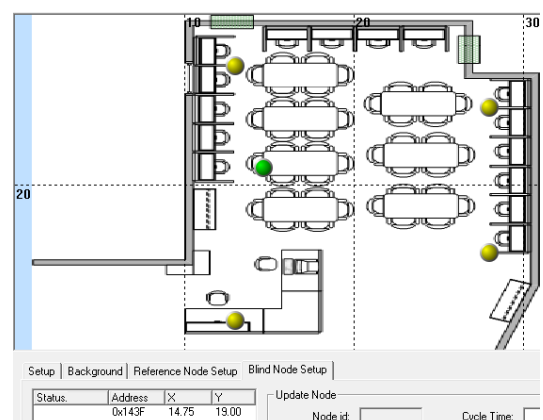 10 20 30
20
Setup Background Reference Node Setup Blind Node Setup
Status. Address X Y Update Node
0x143F 14.75 19.00 Node id: Cycle Time: